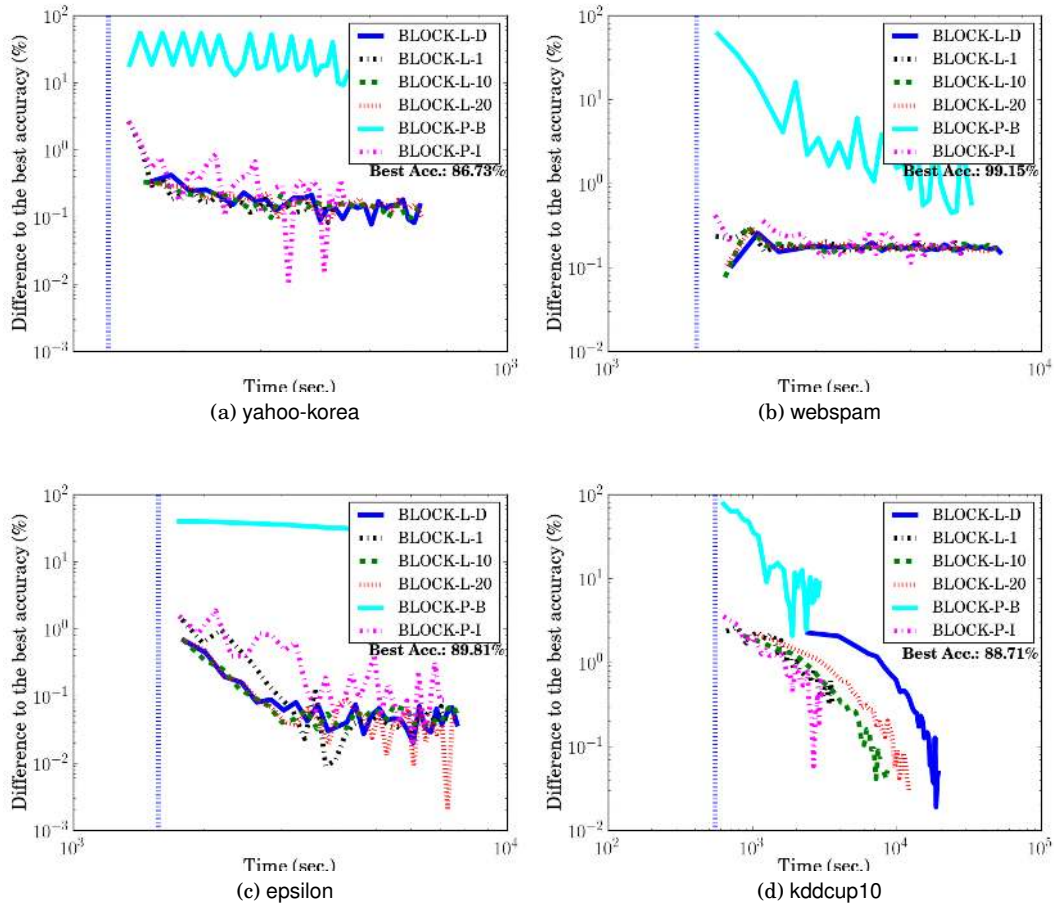 Difference to the best accuracy (%)
10²
10¹
10⁰
10⁻¹
10⁻²
10⁻³
BLOCK-L-D
BLOCK-L-1
BLOCK-L-10
BLOCK-L-20
BLOCK-P-B
BLOCK-P-I
Best Acc.: 86.73%
10³
Time (sec.)
(a) yahoo-korea
Difference to the best accuracy (%)
10²
10¹
10⁰
10⁻¹
10⁻²
BLOCK-L-D
BLOCK-L-1
BLOCK-L-10
BLOCK-L-20
BLOCK-P-B
BLOCK-P-I
Best Acc.: 99.15%
10³ 10⁴
Time (sec.)
(b) webspam
Difference to the best accuracy (%)
10²
10¹
10⁰
10⁻¹
10⁻²
10⁻³
BLOCK-L-D
BLOCK-L-1
BLOCK-L-10
BLOCK-L-20
BLOCK-P-B
BLOCK-P-I
Best Acc.: 89.81%
10³ 10⁴
Time (sec.)
(c) epsilon
Difference to the best accuracy (%)
10²
10¹
10⁰
10⁻¹
10⁻²
10⁻³
BLOCK-L-D
BLOCK-L-1
BLOCK-L-10
BLOCK-L-20
BLOCK-P-B
BLOCK-P-I
Best Acc.: 88.71%
10² 10³ 10⁴ 10⁵
Time (sec.)
(d) kddcup10